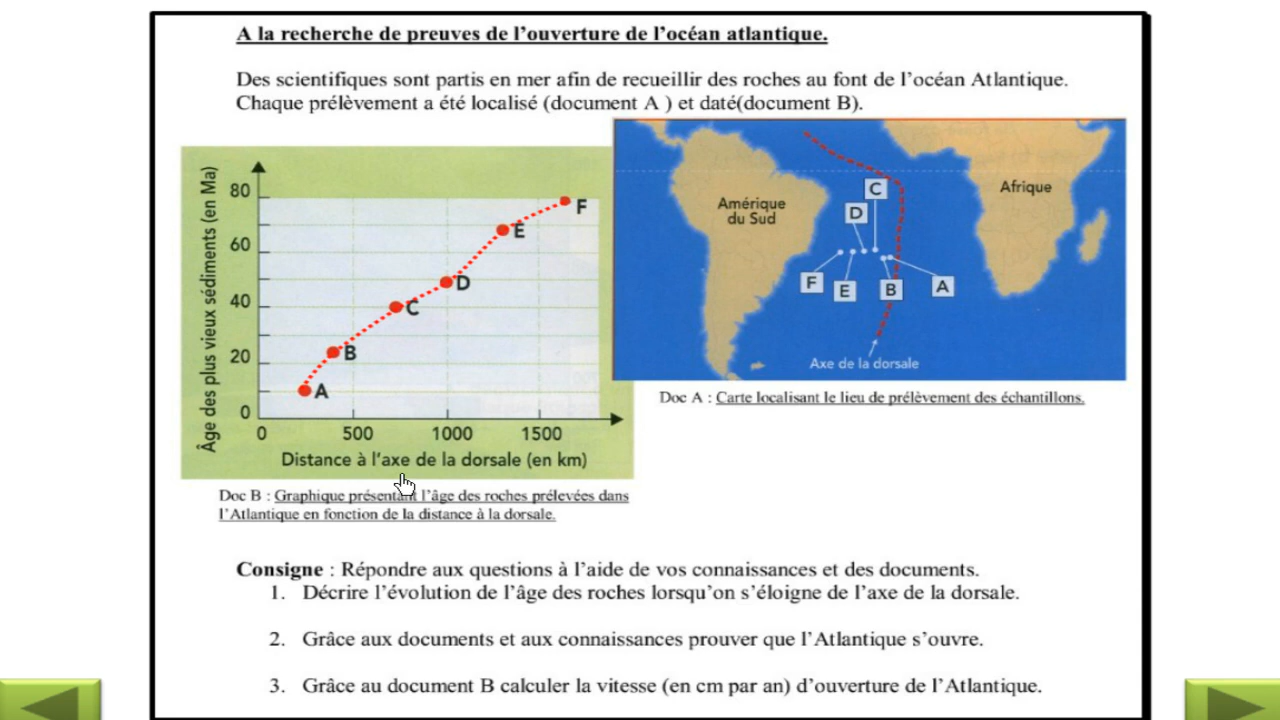 A la recherche de preuves de l'ouverture de l'océan atlantique.
Des scientifiques sont partis en mer afin de recueillir des roches au font de l'océan Atlantique.
Chaque prélèvement a été localisé (document A ) et daté(document B).
Âge des plus vieux sédiments (en Ma)
80
60
40
20
0
F
E
D
C
B
A
0 500 1000 1500
Distance à l'axe de la dorsale (en km)
Amérique
du Sud
Afrique
C
D
F
E
B
A
Axe de la dorsale
Doc A : Carte localisant le lieu de prélèvement des échantillons.
Doc B : Graphique présentant l'âge des roches prélevées dans
l'Atlantique en fonction de la distance à la dorsale.
Consigne : Répondre aux questions à l'aide de vos connaissances et des documents.
1. Décrire l'évolution de l'âge des roches lorsqu'on s'éloigne de l'axe de la dorsale.
2. Grâce aux documents et aux connaissances prouver que l'Atlantique s'ouvre.
3. Grâce au document B calculer la vitesse (en cm par an) d'ouverture de l'Atlantique.